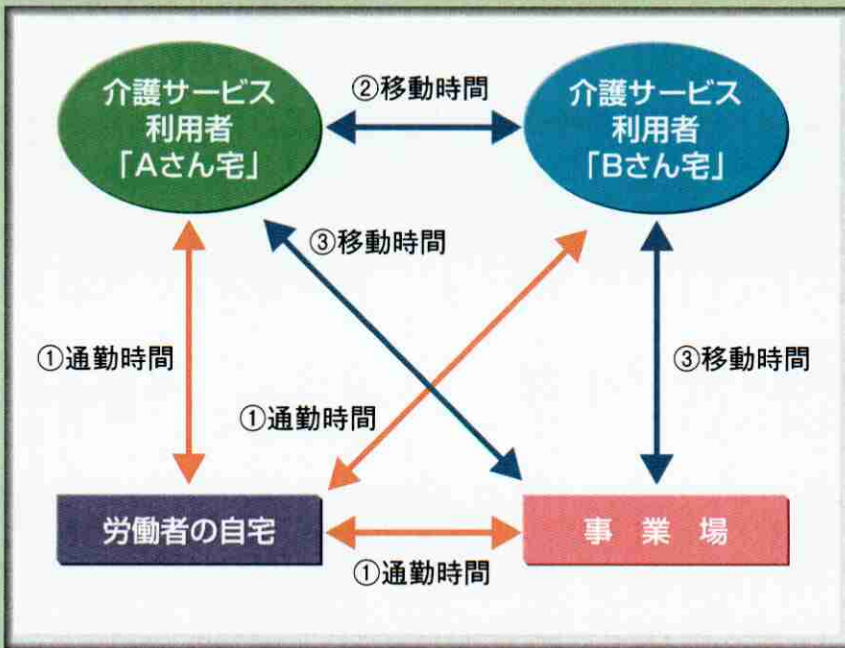 介護サービス
利用者
「Aさん宅」
②移動時間
介護サービス
利用者
「Bさん宅」
③移動時間
①通勤時間
③移動時間
①通勤時間
労働者の自宅
事業場
①通勤時間